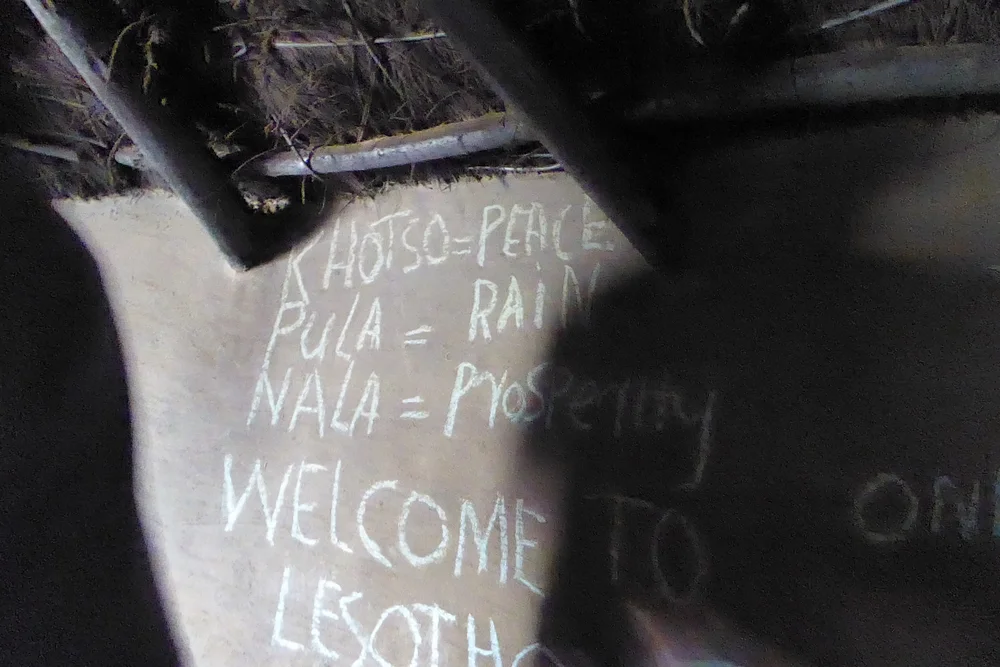 KHOTSO = PEACE
PULA = RAIN
NALA = Prosperity
WELCOME TO
LESOTHO